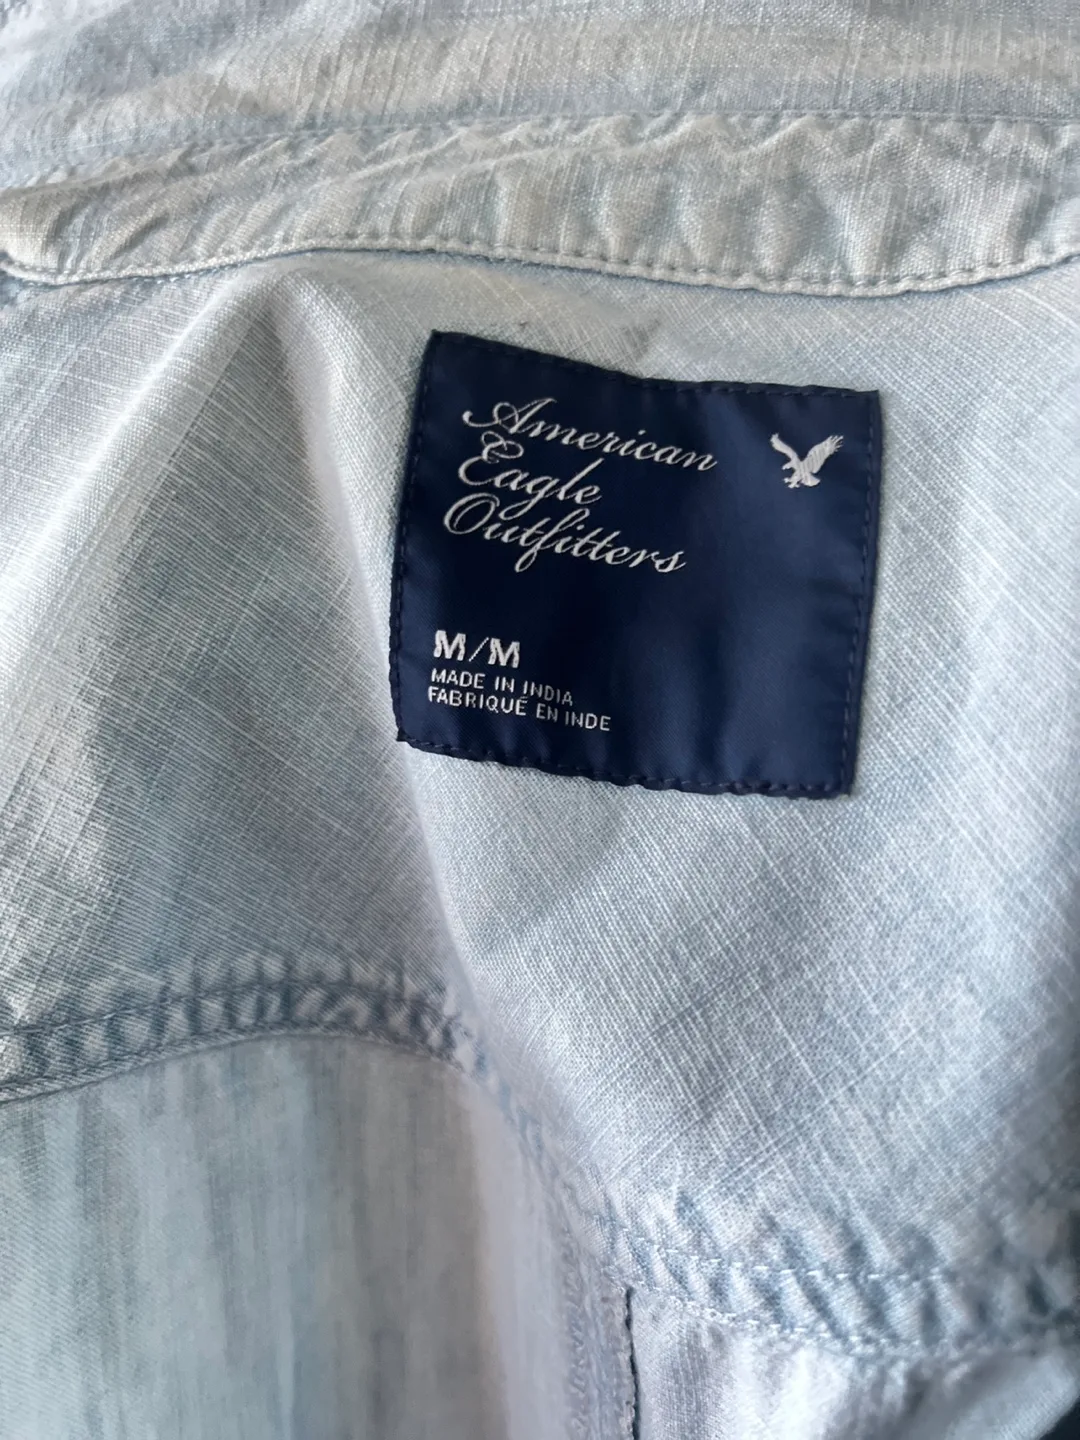 American
Eagle
Outfitters
M/M
MADE IN INDIA
FABRIQUÉ EN INDE